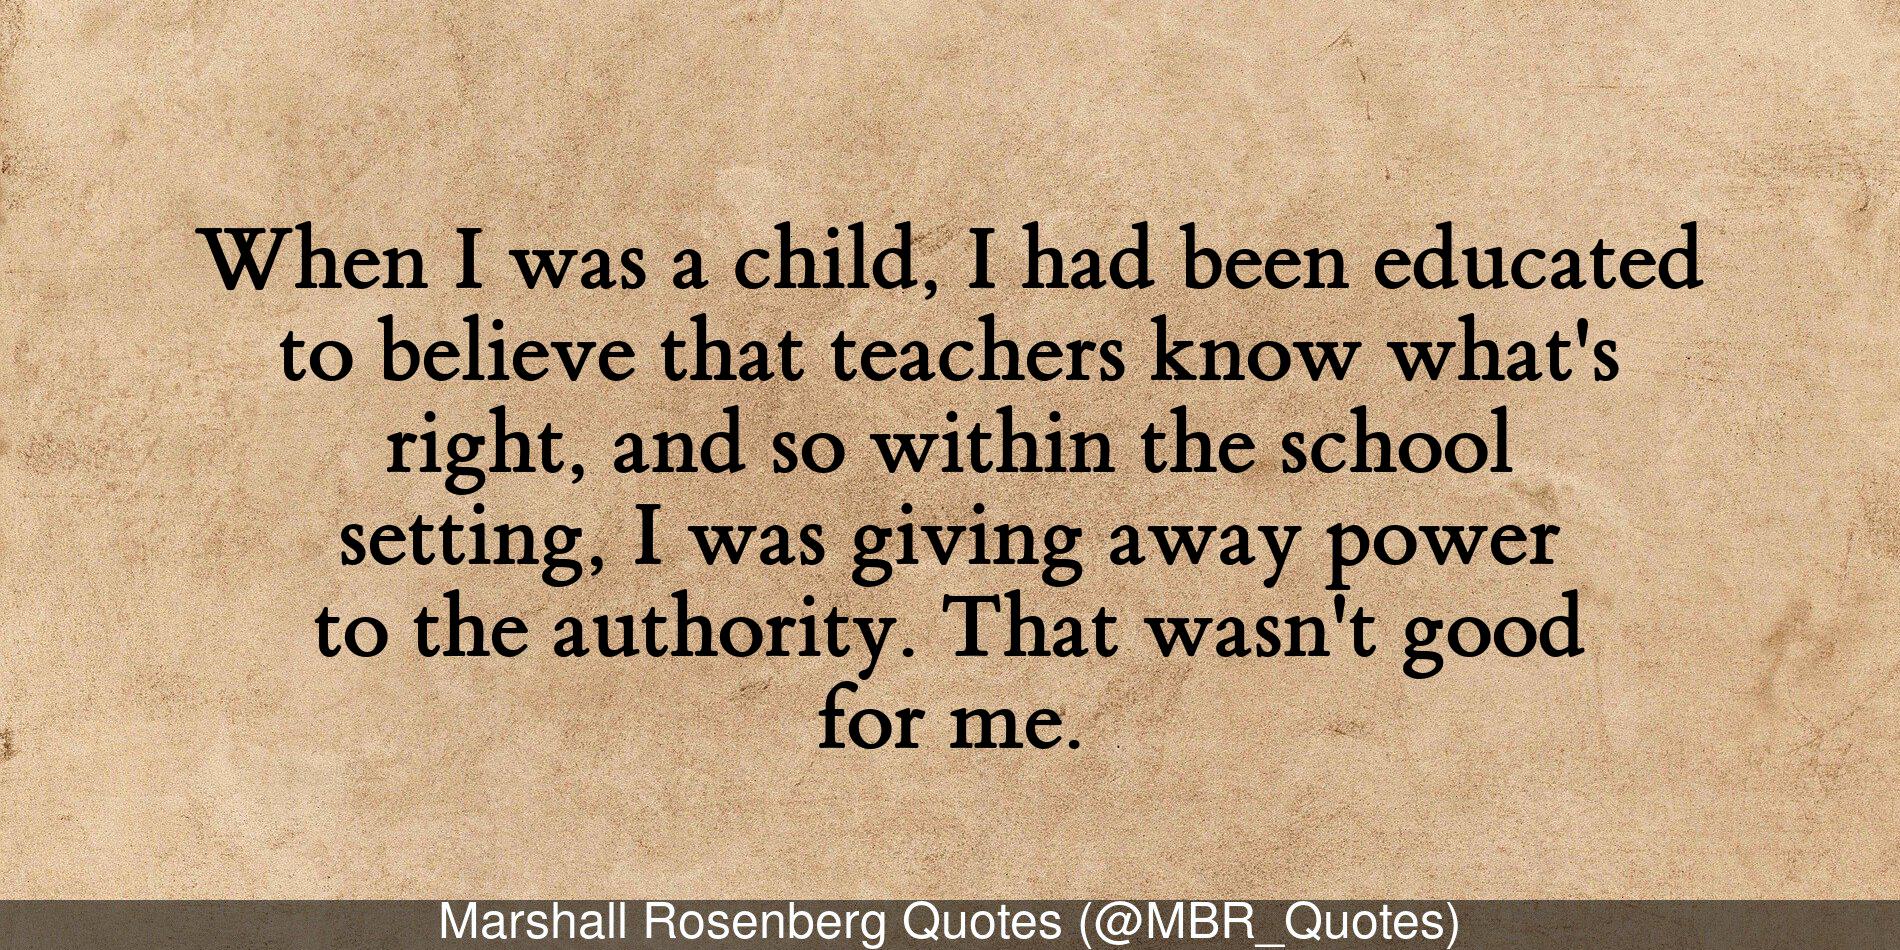 When I was a child, I had been educated
to believe that teachers know what's
right, and so within the school
setting, I was giving away power
to the authority. That wasn't good
for me.
Marshall Rosenberg Quotes (@MBR_Quotes)